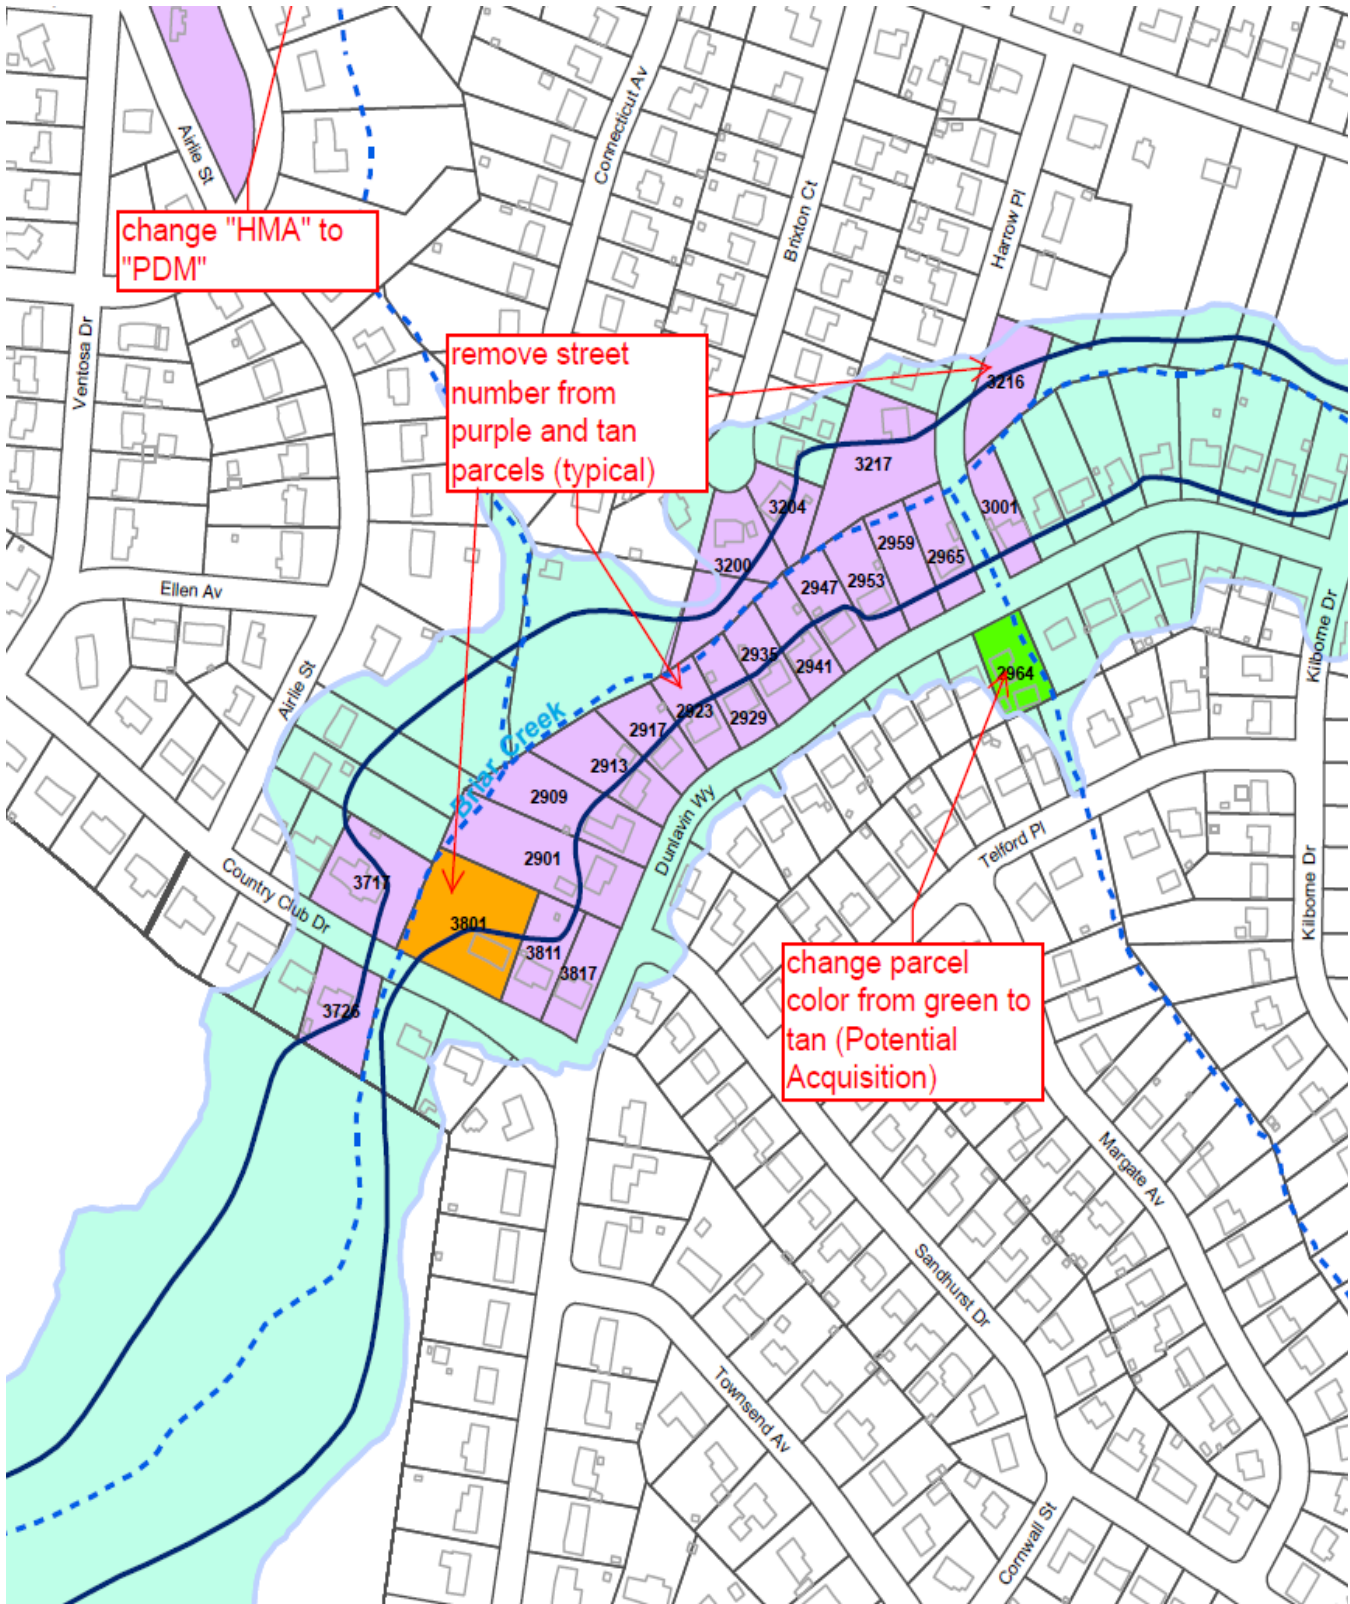 Airlie St
Connecticut Av
Brixton Ct
Harrow Pl
change "HMA" to
"PDM"
Ventosa Dr
remove street
number from
purple and tan
parcels (typical)
3216
3217
3204
3001
2959
2965
3200
2947
2953
Ellen Av
2935
2941
2964
Kilborne Dr
Airlie St
2923
2929
2917
Briar Creek
2913
2909
Dunlavin Wy
2901
Telford Pl
3717
Country Club Dr
3801
3811
3817
Kilborne Dr
3726
change parcel
color from green to
tan (Potential
Acquisition)
Margate Av
Sandhurst Dr
Townsend Av
Cornwall St